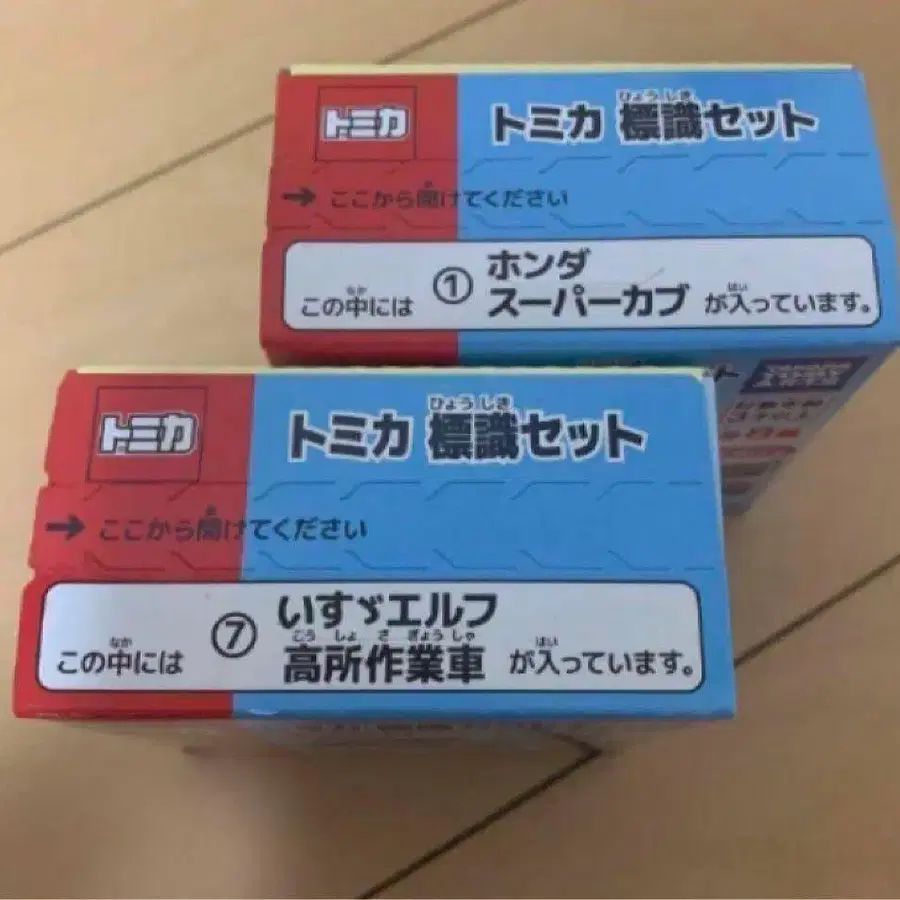 トミカ
トミカ 標識セット
ひょう しき
→ ここから開けてください
あ
この中には ① ホンダ スーパーカブ が入っています。
なか
はい
トミカ
トミカ 標識セット
ひょう しき
→ ここから開けてください
あ
この中には ⑦ いすゞエルフ 高所作業車 が入っています。
なか
こう しょ さ ぎょう しゃ
はい